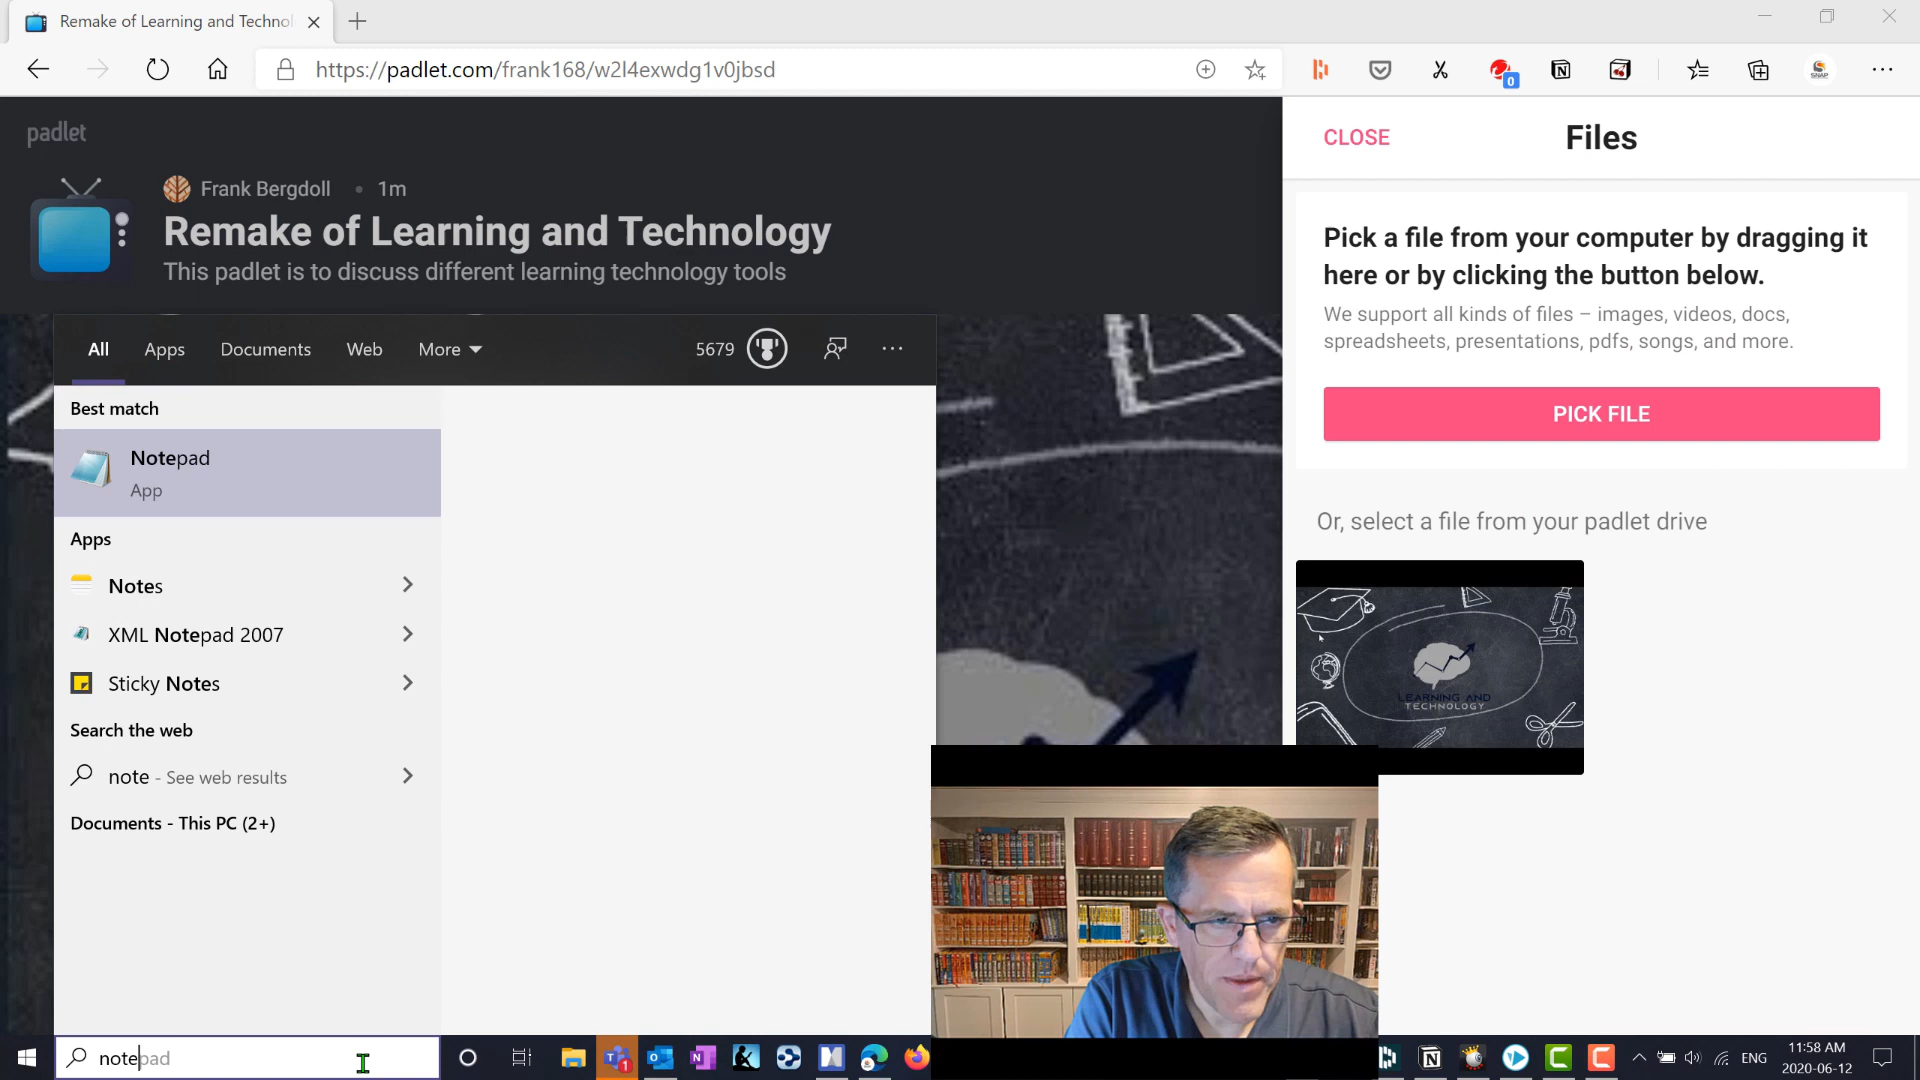 Remake of Learning and Technol
https://padlet.com/frank168/w2l4exwdg1v0jbsd
0
SNAP
padlet
Frank Bergdoll • 1m
Remake of Learning and Technology
This padlet is to discuss different learning technology tools
CLOSE
Files
Pick a file from your computer by dragging it
here or by clicking the button below.
We support all kinds of files – images, videos, docs,
spreadsheets, presentations, pdfs, songs, and more.
PICK FILE
Or, select a file from your padlet drive
LEARNING AND
TECHNOLOGY
All Apps Documents Web More 5679
Best match
Notepad
App
Apps
Notes
XML Notepad 2007
Sticky Notes
Search the web
note - See web results
Documents - This PC (2+)
notepad
1
ENG
11:58 AM
2020-06-12